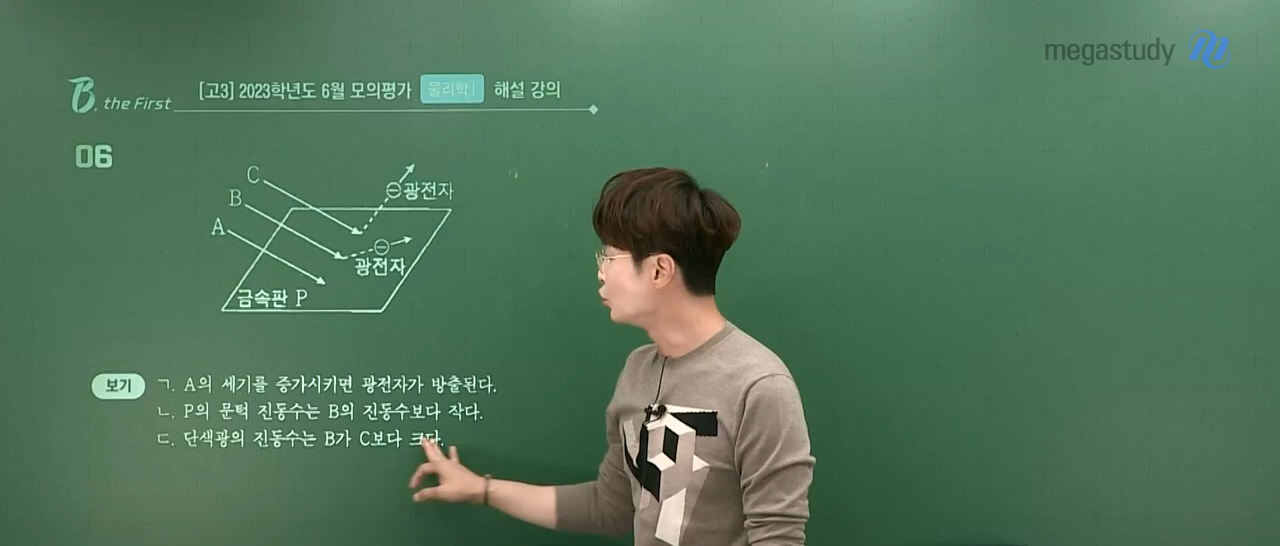 megastudy M
B. the First [고3] 2023학년도 6월 모의평가 물리학Ⅰ 해설 강의
06
C
⊖광전자
B
A
⊖
광전자
금속판 P
보기 ㄱ. A의 세기를 증가시키면 광전자가 방출된다.
ㄴ. P의 문턱 진동수는 B의 진동수보다 작다.
ㄷ. 단색광의 진동수는 B가 C보다 크다.